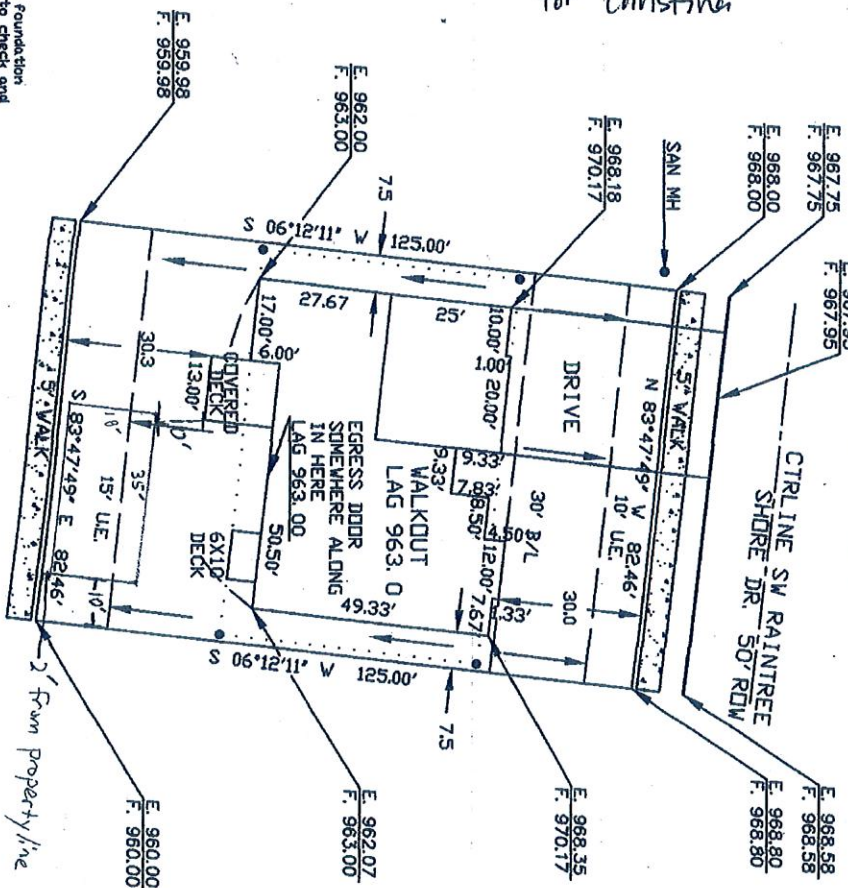 for
foundation
to check and
E. 967.75
F. 967.75
F. 967.95
E. 968.00
F. 968.00
SAN MH
E. 968.18
F. 970.17
E. 962.00
F. 963.00
E. 959.98
F. 959.98
CTRLINE SW RAINTREE
SHORE DR. 50' ROW
5' WALK
N 83°47'49" W 82.46'
10' U.E.
DRIVE
30' B/L
30.0
7.5
S 06°12'11" W 125.00'
10.00'
1.00'
20.00'
25'
27.67
9.33'
9.33'
7.83'
8.50'
4.50'
12.00'
.33'
7.67
WALKOUT
LAG 963.0
EGRESS DOOR
SOMEWHERE ALONG
IN HERE
LAG 963.00
17.00'
6.00'
COVERED
DECK
13.00'
50.50'
49.33'
6X10
DECK
30.3
S 06°12'11" W 125.00'
7.5
35'
15' U.E.
10'
S 83°47'49" E 82.46'
5' WALK
2' from property line
E. 968.58
F. 968.58
E. 968.80
F. 968.80
E. 968.35
F. 970.17
E. 962.07
F. 963.00
E. 960.00
F. 960.00